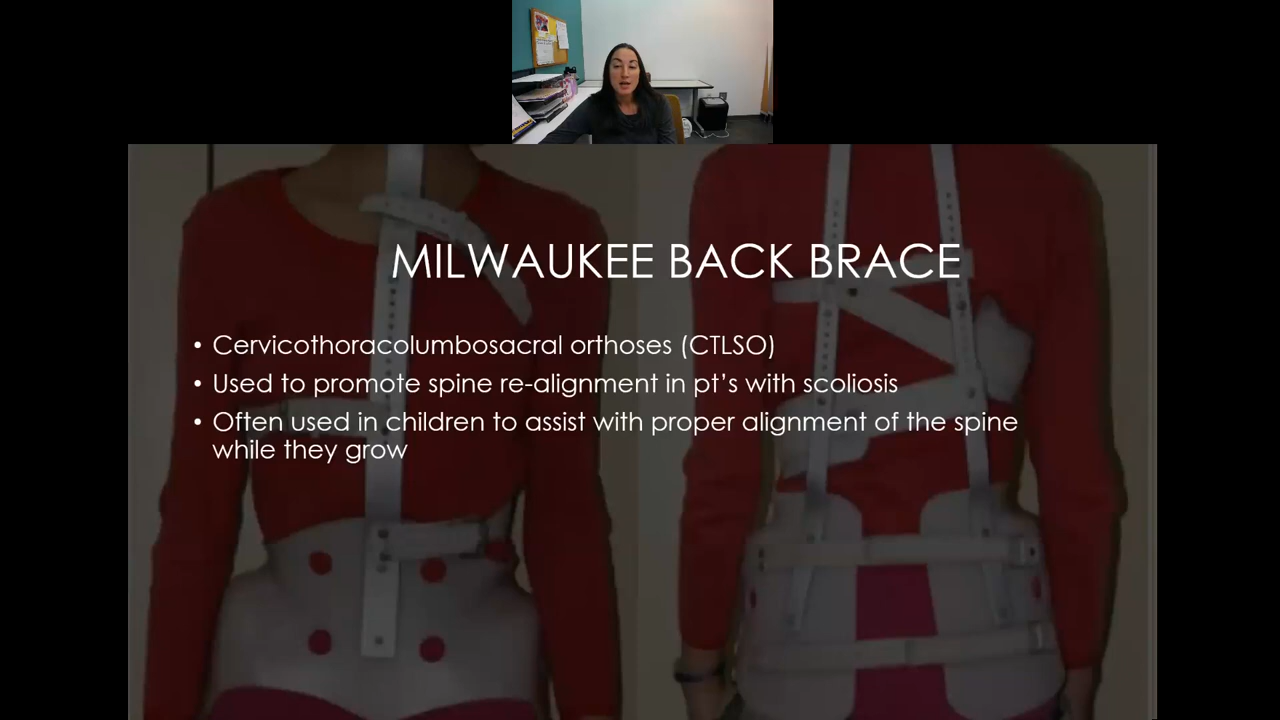 MILWAUKEE BACK BRACE
• Cervicothoracolumbosacral orthoses (CTLSO)
• Used to promote spine re-alignment in pt's with scoliosis
• Often used in children to assist with proper alignment of the spine
while they grow